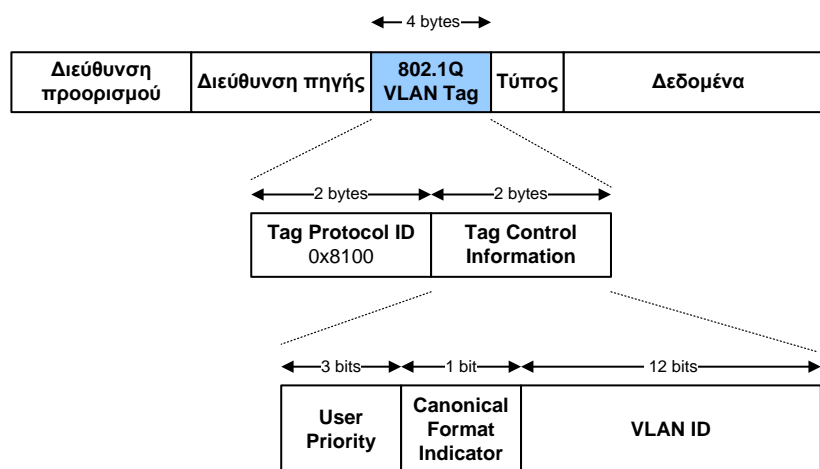 4 bytes
Διεύθυνση
προορισμού
Διεύθυνση πηγής
802.1Q
VLAN Tag
Τύπος
Δεδομένα
2 bytes
2 bytes
Tag Protocol ID
0x8100
Tag Control
Information
3 bits
1 bit
12 bits
User
Priority
Canonical
Format
Indicator
VLAN ID